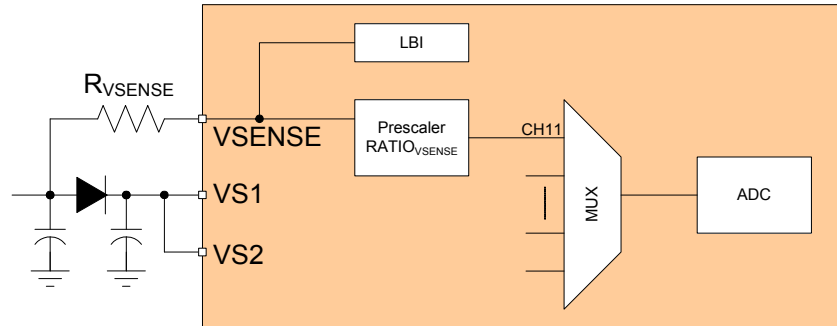 LBI
RVSENSE
VSENSE
Prescaler
RATIOVSENSE
CH11
MUX
ADC
VS1
VS2